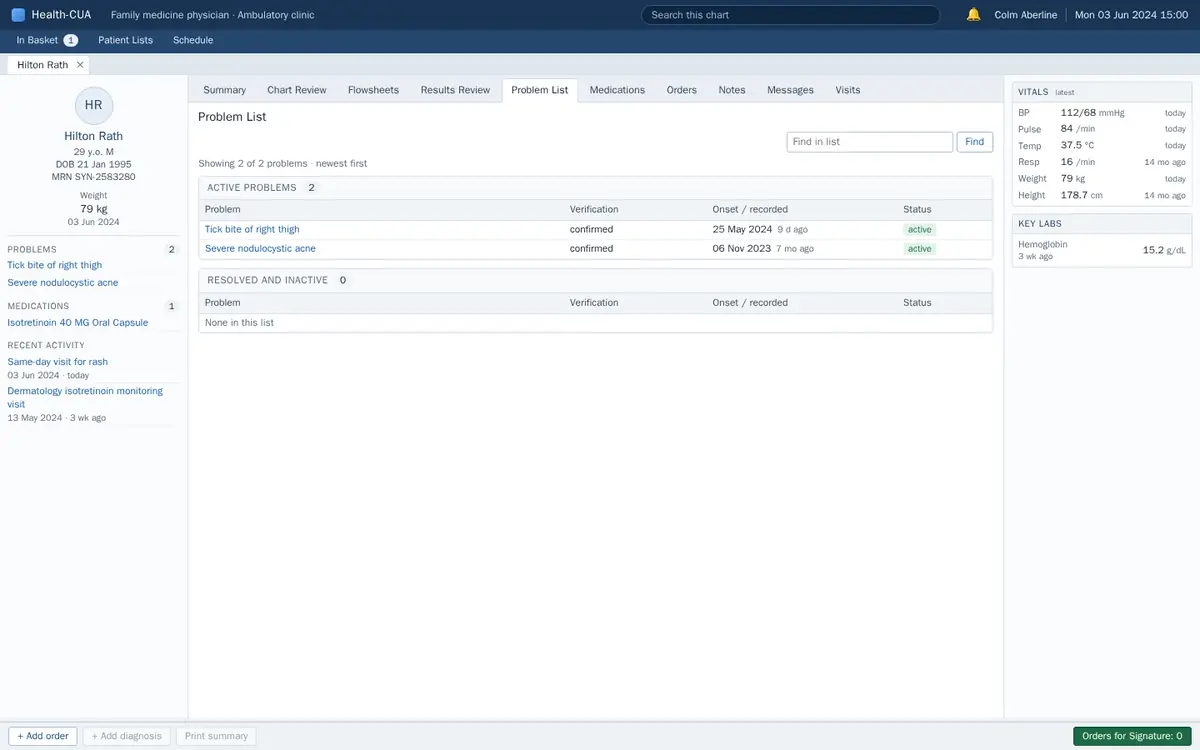 Health-CUA Family medicine physician · Ambulatory clinic Search this chart Colm Aberline Mon 03 Jun 2024 15:00
In Basket 1 Patient Lists Schedule
Hilton Rath ×
HR
Hilton Rath
29 y.o. M
DOB 21 Jan 1995
MRN SYN-2583280
Weight
79 kg
03 Jun 2024
PROBLEMS 2
Tick bite of right thigh
Severe nodulocystic acne
MEDICATIONS 1
Isotretinoin 40 MG Oral Capsule
RECENT ACTIVITY
Same-day visit for rash
03 Jun 2024 · today
Dermatology isotretinoin monitoring
visit
13 May 2024 · 3 wk ago
Summary Chart Review Flowsheets Results Review Problem List Medications Orders Notes Messages Visits
Problem List
Find in list Find
Showing 2 of 2 problems · newest first
ACTIVE PROBLEMS 2
Problem Verification Onset / recorded Status
Tick bite of right thigh confirmed 25 May 2024 9 d ago active
Severe nodulocystic acne confirmed 06 Nov 2023 7 mo ago active
RESOLVED AND INACTIVE 0
Problem Verification Onset / recorded Status
None in this list
VITALS latest
BP 112/68 mmHg today
Pulse 84 /min today
Temp 37.5 °C today
Resp 16 /min 14 mo ago
Weight 79 kg today
Height 178.7 cm 14 mo ago
KEY LABS
Hemoglobin 15.2 g/dL
3 wk ago
+ Add order + Add diagnosis Print summary Orders for Signature: 0